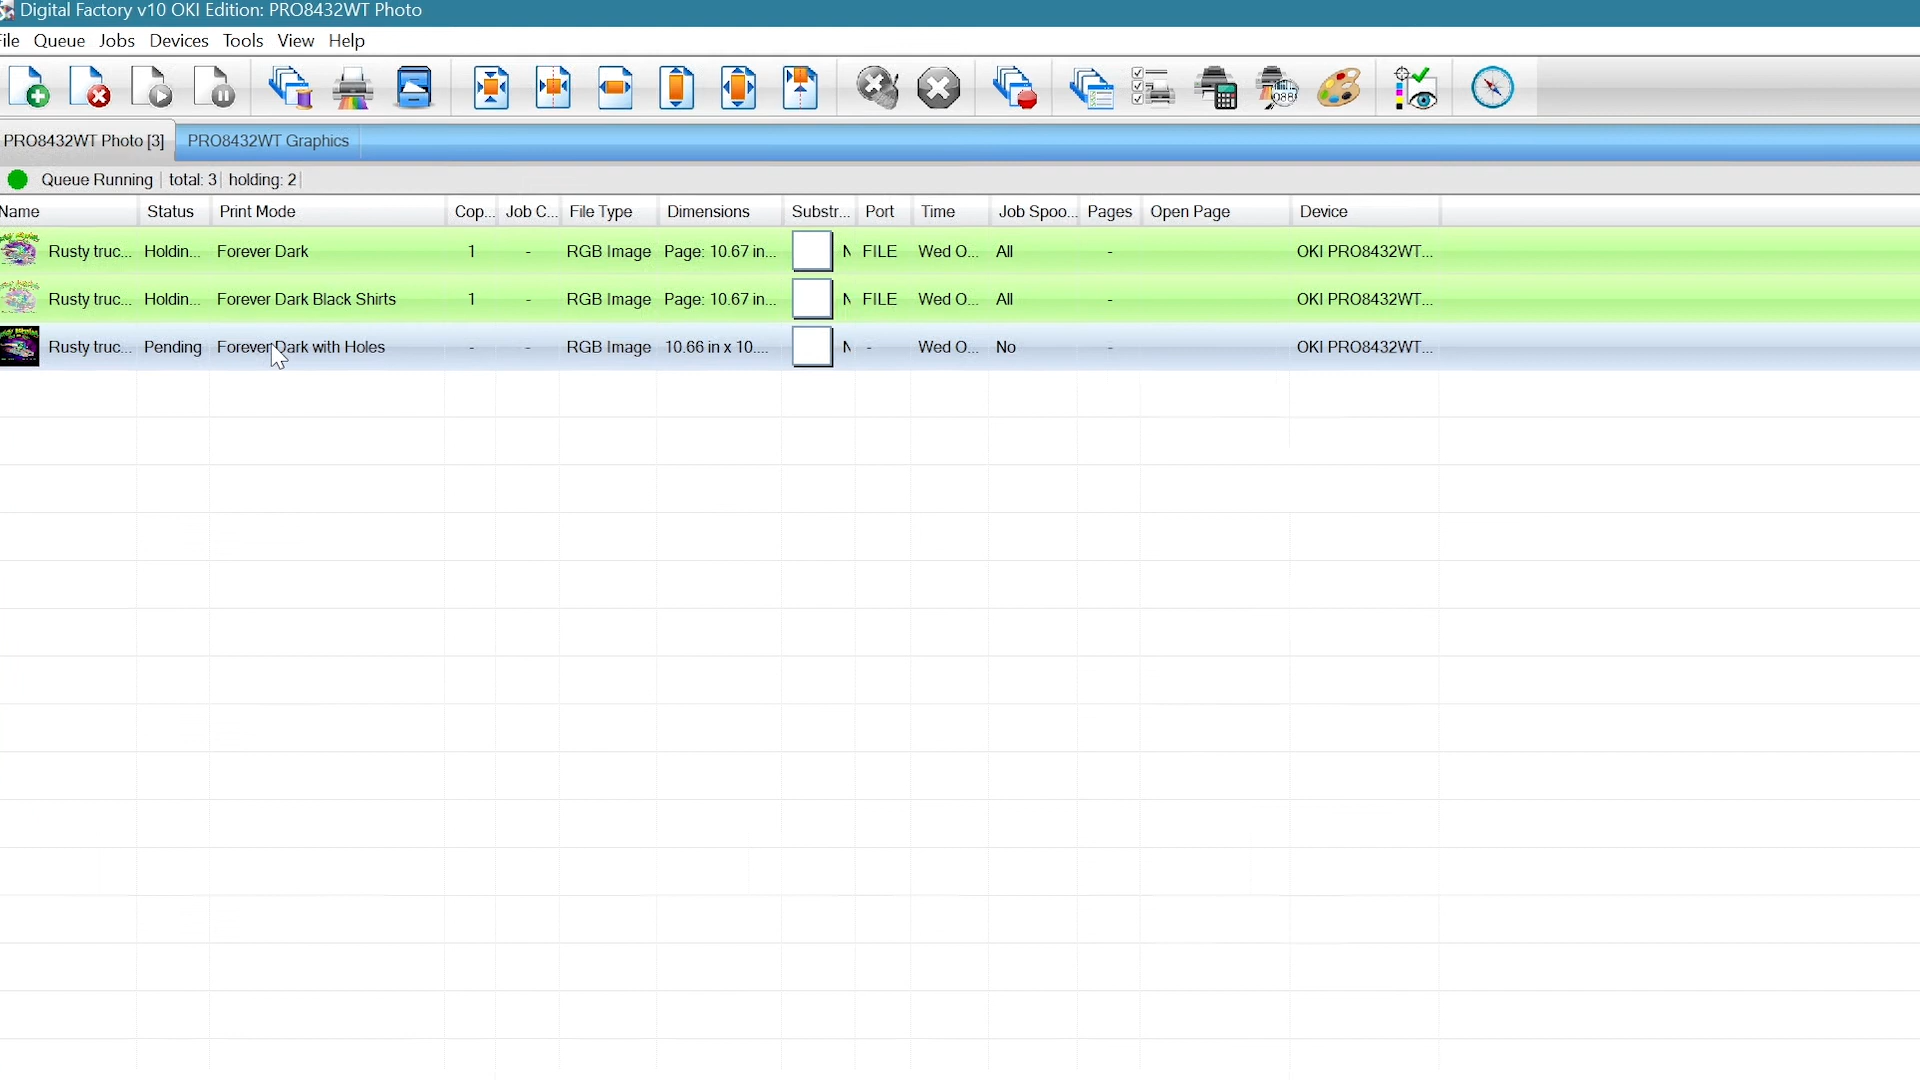 Digital Factory v10 OKI Edition: PRO8432WT Photo
File Queue Jobs Devices Tools View Help
PRO8432WT Photo [3] PRO8432WT Graphics
Queue Running total: 3 holding: 2
Name Status Print Mode Cop... Job C... File Type Dimensions Substr... Port Time Job Spoo... Pages Open Page Device
Rusty truc... Holdin... Forever Dark 1 - RGB Image Page: 10.67 in... N FILE Wed O... All - OKI PRO8432WT...
Rusty truc... Holdin... Forever Dark Black Shirts 1 - RGB Image Page: 10.67 in... N FILE Wed O... All - OKI PRO8432WT...
Rusty truc... Pending Forever Dark with Holes - - RGB Image 10.66 in x 10.... N - Wed O... No - OKI PRO8432WT...